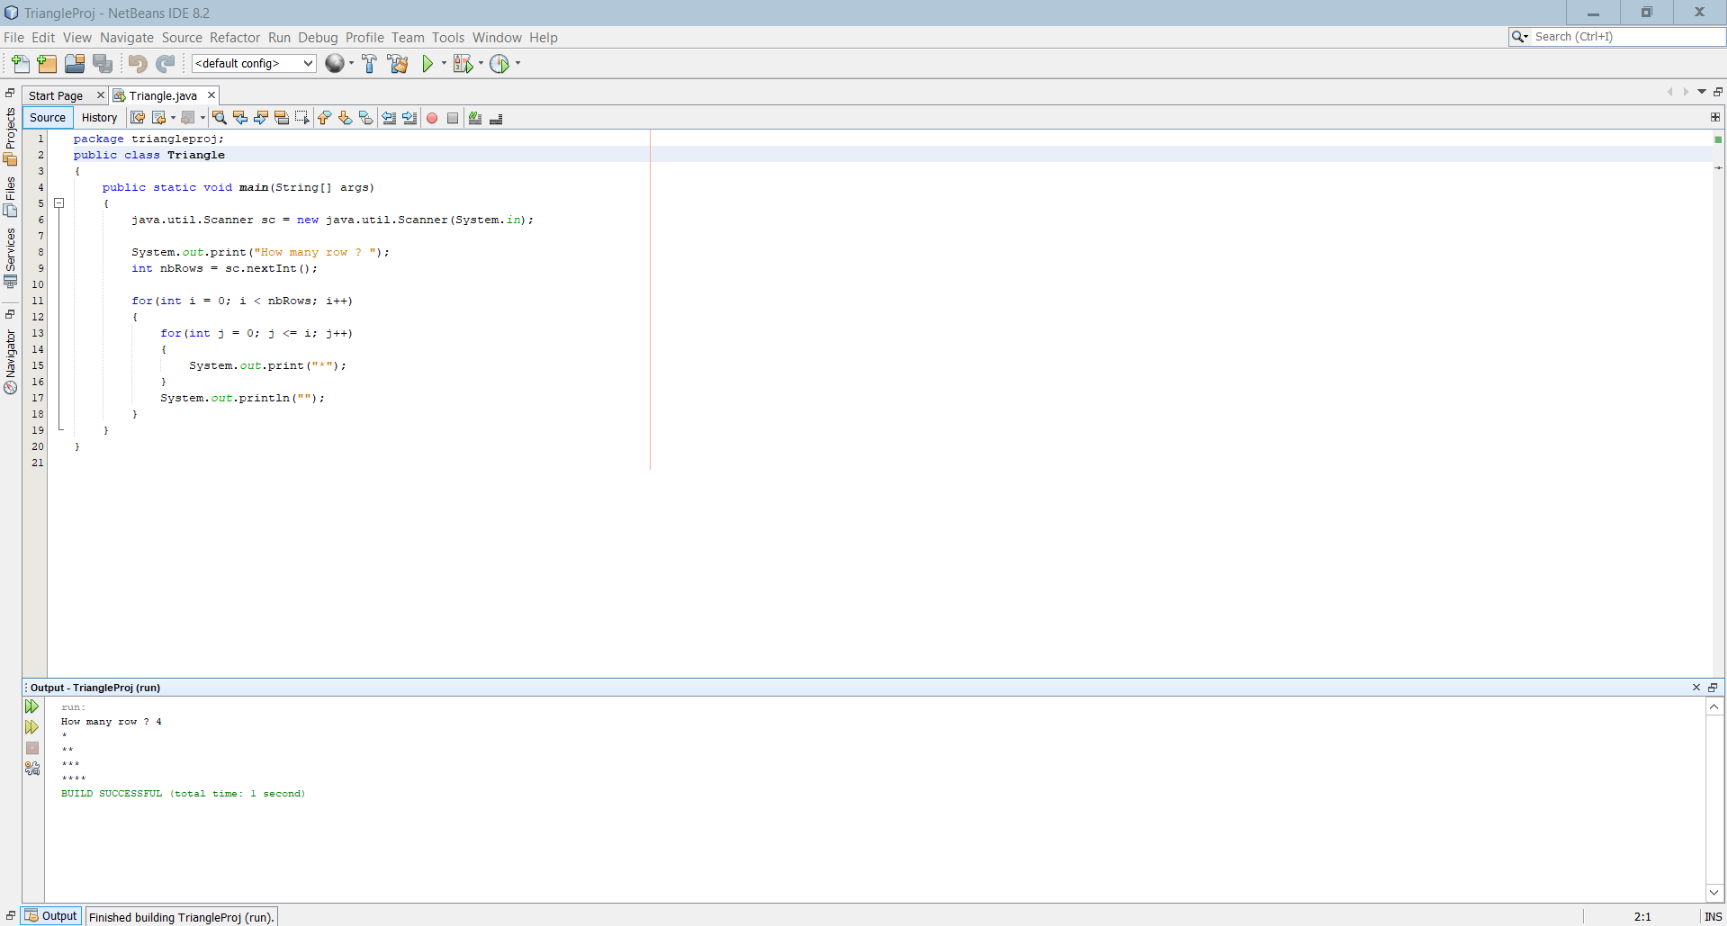 TriangleProj - NetBeans IDE 8.2
File Edit View Navigate Source Refactor Run Debug Profile Team Tools Window Help
Search (Ctrl+I)
<default config>
Start Page
Triangle.java
Source History
Projects
Files
Services
Navigator
1 package triangleproj;
2 public class Triangle
3 {
4 public static void main(String[] args)
5 {
6 java.util.Scanner sc = new java.util.Scanner(System.in);
7
8 System.out.print("How many row ? ");
9 int nbRows = sc.nextInt();
10
11 for(int i = 0; i < nbRows; i++)
12 {
13 for(int j = 0; j <= i; j++)
14 {
15 System.out.print("*");
16 }
17 System.out.println("");
18 }
19 }
20 }
21
Output - TriangleProj (run)
run:
How many row ? 4
*
**
***
****
BUILD SUCCESSFUL (total time: 1 second)
Output
Finished building TriangleProj (run).
2:1
INS